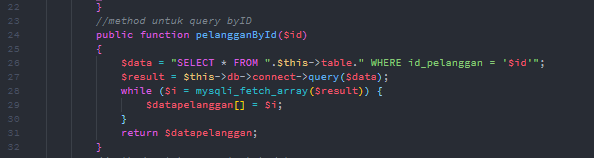 22 }
23 //method untuk query byID
24 public function pelangganById($id)
25 {
26 $data = "SELECT * FROM ".$this->table." WHERE id_pelanggan = '$id'";
27 $result = $this->db->connect->query($data);
28 while ($i = mysqli_fetch_array($result)) {
29 $datapelanggan[] = $i;
30 }
31 return $datapelanggan;
32 }